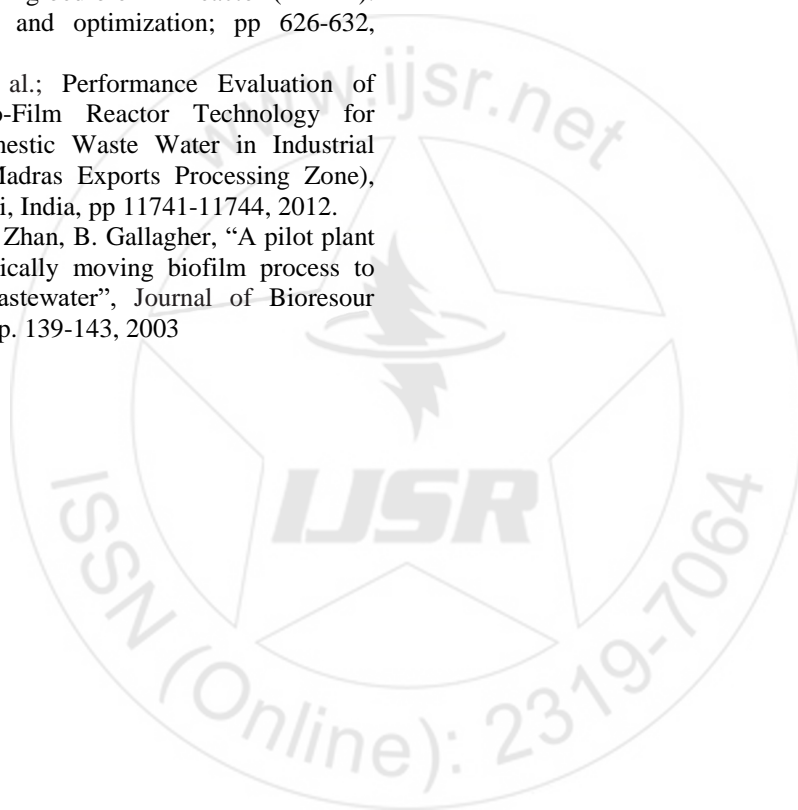 and optimization; pp 626-632,
al.; Performance Evaluation of
-Film Reactor Technology for
Waste Water in Industrial
Madras Exports Processing Zone),
India, pp 11741-11744, 2012.
Zhan, B. Gallagher, “A pilot plant
ically moving biofilm process to
astewater”, Journal of Bioresour
p. 139-143, 2003
www.ijsr.net
IJSR
ISSN (Online): 2319-7064